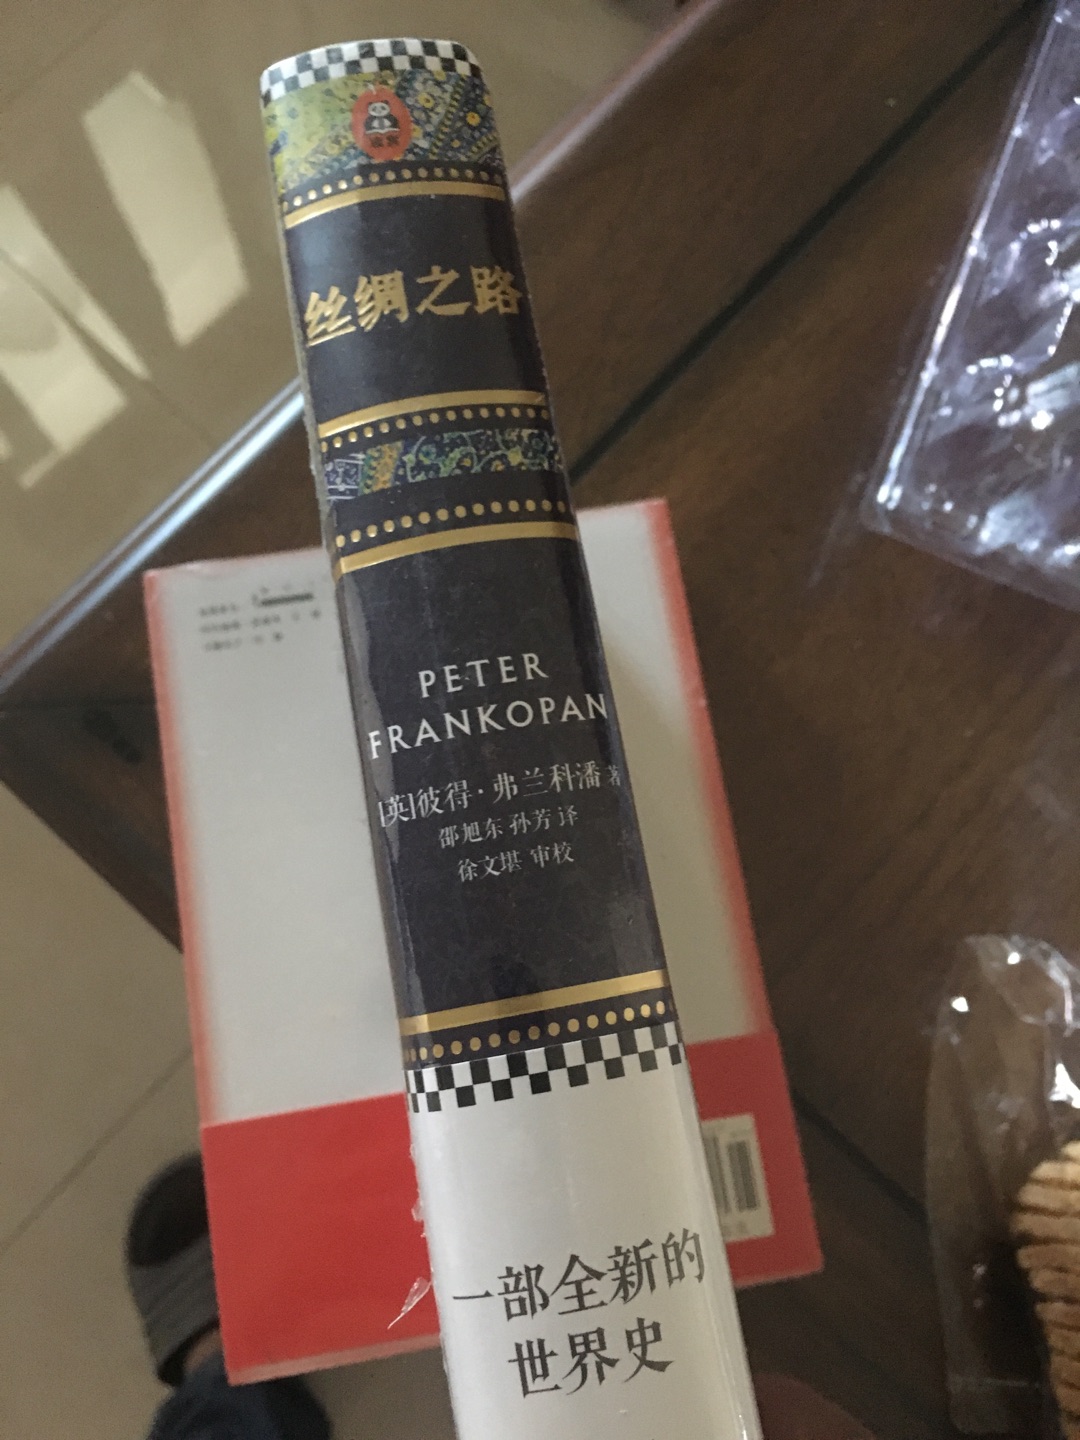 丝绸之路
PETER
FRANKOPAN
[英]彼得·弗兰科潘 著
邵旭东 孙芳 译
徐文堪 审校
一部全新的
世界史